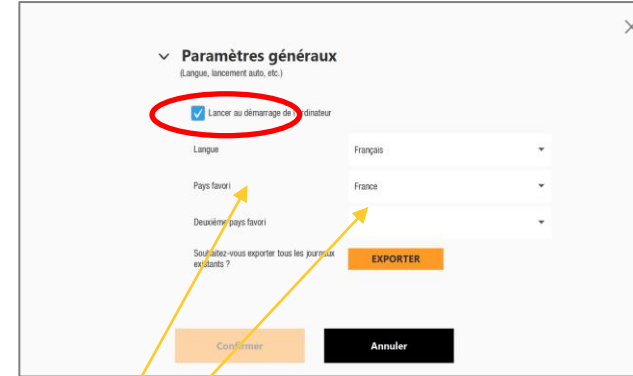 Paramètres généraux
(Langue, lancement auto, etc.)
Lancer au démarrage de l'ordinateur
Langue
Français
Pays favori
France
Deuxième pays favori
Souhaitez-vous exporter tous les journaux
existants ?
EXPORTER
Confirmer
Annuler